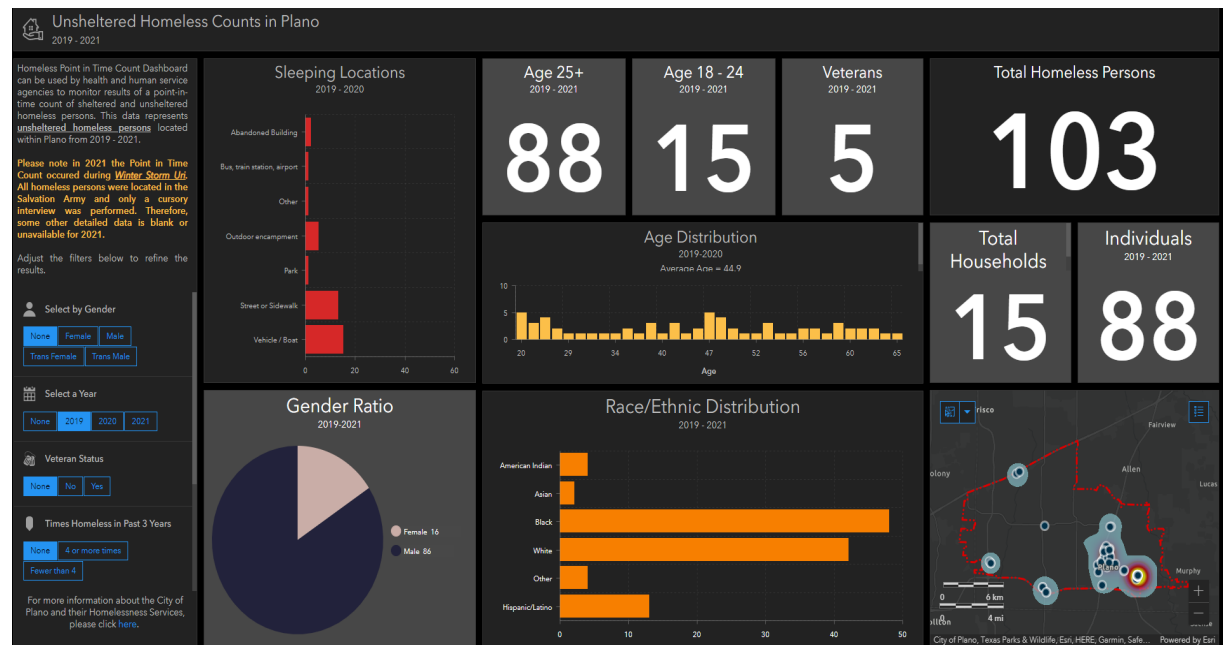 Unsheltered Homeless Counts in Plano
2019 - 2021
Homeless Point in Time Count Dashboard
can be used by health and human service
agencies to monitor results of a point-in-
time count of sheltered and unsheltered
homeless persons. This data represents
unsheltered homeless persons located
within Plano from 2019 - 2021.
Please note in 2021 the Point in Time
Count occured during Winter Storm Uri.
All homeless persons were located in the
Salvation Army and only a cursory
interview was performed. Therefore,
some other detailed data is blank or
unavailable for 2021.
Adjust the filters below to refine the
results.
Select by Gender
None Female Male
Trans Female Trans Male
Select a Year
None 2019 2020 2021
Veteran Status
None No Yes
Times Homeless in Past 3 Years
None 4 or more times
Fewer than 4
For more information about the City of
Plano and their Homelessness Services,
please click here.
Sleeping Locations
2019 - 2020
Abandoned Building
Bus, train station, airport
Other
Outdoor encampment
Park
Street or Sidewalk
Vehicle / Boat
0 20 40 60
Age 25+
2019 - 2021
88
Age 18 - 24
2019 - 2021
15
Veterans
2019 - 2021
5
Total Homeless Persons
103
Age Distribution
2019-2020
Average Age = 44.9
10
5
0
20 29 34 40 47 52 56 60 65
Age
Total
Households
15
Individuals
2019 - 2021
88
Gender Ratio
2019-2021
Female 16
Male 86
Race/Ethnic Distribution
2019 - 2021
American Indian
Asian
Black
White
Other
Hispanic/Latino
0 10 20 30 40 50
risco
Fairview
Allen
olony
Lucas
Plano
Murphy
0 6 km
0 4 mi
City of Plano, Texas Parks & Wildlife, Esri, HERE, Garmin, Safe... Powered by Esri